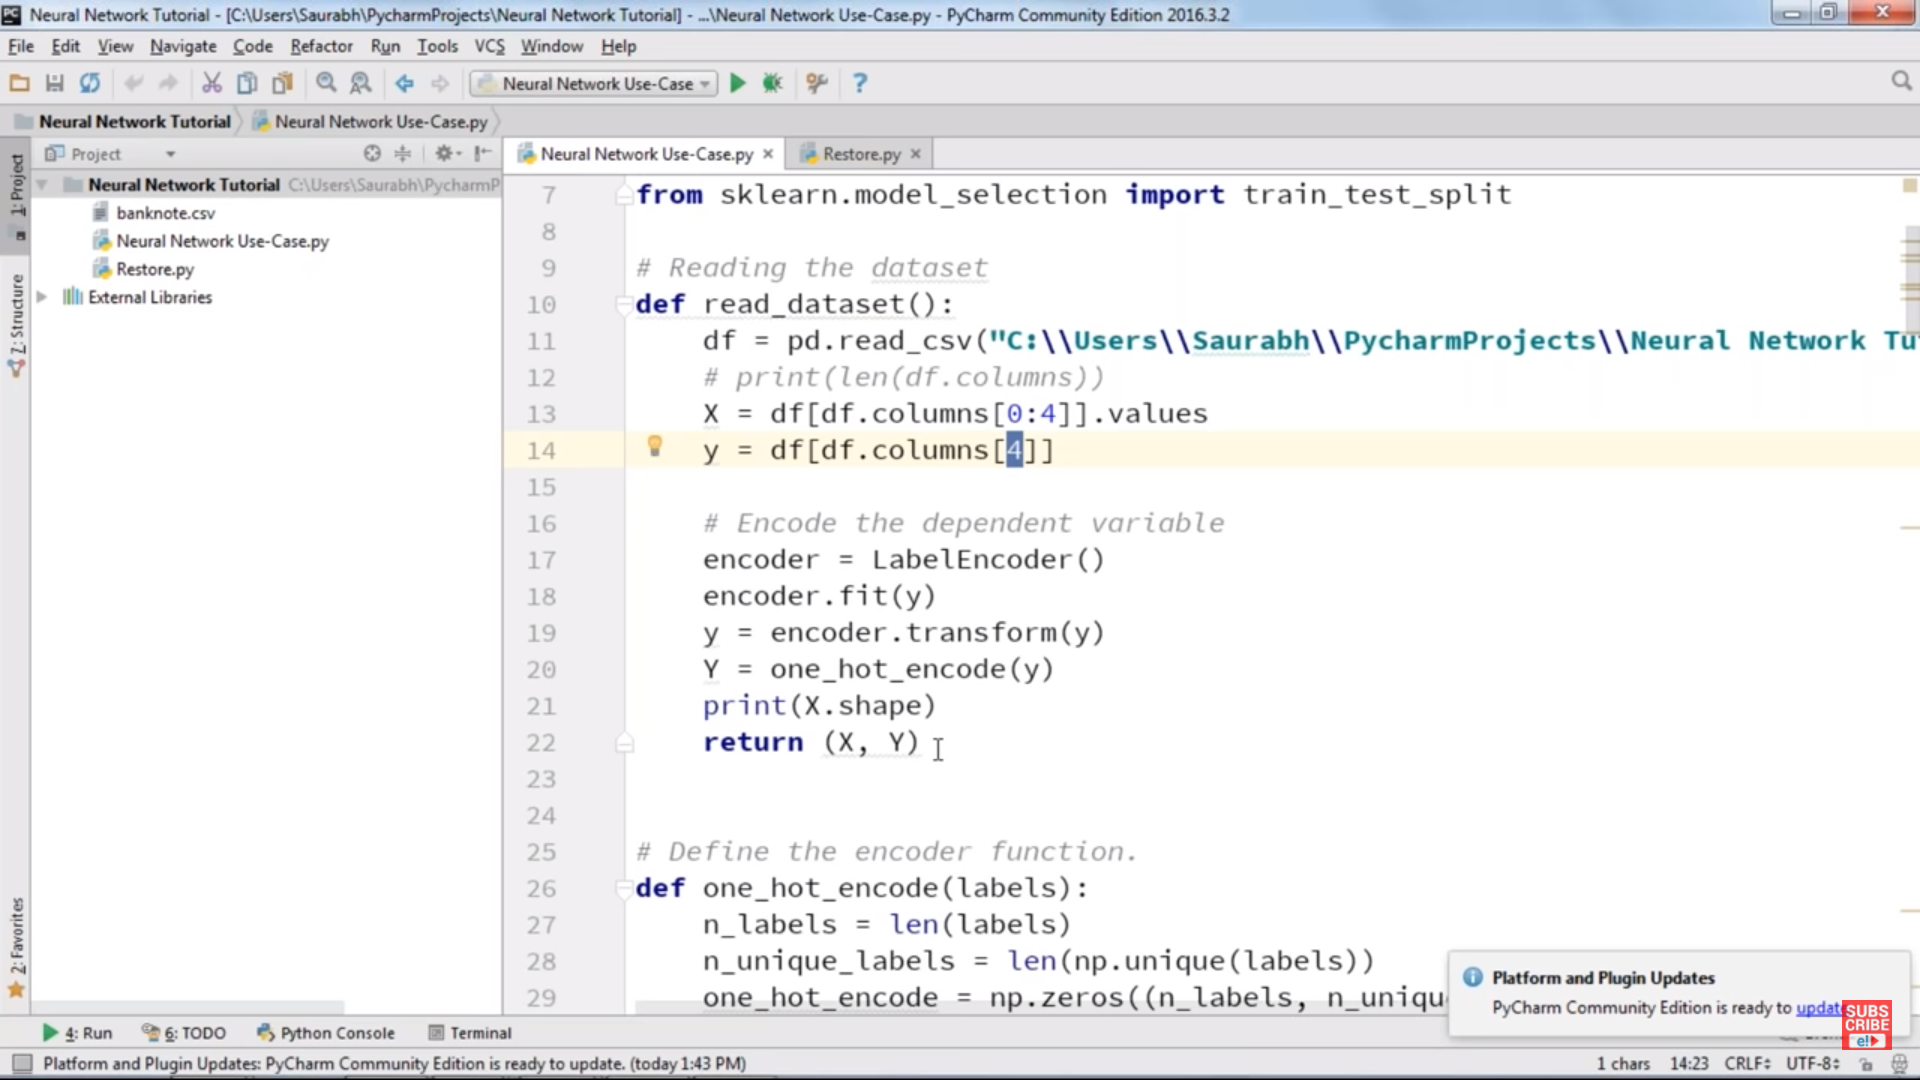 Neural Network Tutorial - [C:\Users\Saurabh\PycharmProjects\Neural Network Tutorial] - ...\Neural Network Use-Case.py - PyCharm Community Edition 2016.3.2
File Edit View Navigate Code Refactor Run Tools VCS Window Help
Neural Network Use-Case
Neural Network Tutorial Neural Network Use-Case.py
Project
Neural Network Use-Case.py Restore.py
1: Project
7: Structure
2: Favorites
Neural Network Tutorial C:\Users\Saurabh\PycharmP
banknote.csv
Neural Network Use-Case.py
Restore.py
External Libraries
7 from sklearn.model_selection import train_test_split
8
9 # Reading the dataset
10 def read_dataset():
11 df = pd.read_csv("C:\\Users\\Saurabh\\PycharmProjects\\Neural Network Tu
12 # print(len(df.columns))
13 X = df[df.columns[0:4]].values
14 y = df[df.columns[4]]
15
16 # Encode the dependent variable
17 encoder = LabelEncoder()
18 encoder.fit(y)
19 y = encoder.transform(y)
20 Y = one_hot_encode(y)
21 print(X.shape)
22 return (X, Y)
23
24
25 # Define the encoder function.
26 def one_hot_encode(labels):
27 n_labels = len(labels)
28 n_unique_labels = len(np.unique(labels))
29 one_hot_encode = np.zeros((n_labels, n_uniqu
Platform and Plugin Updates
PyCharm Community Edition is ready to update
SUBS
CRIBE
e!
4: Run 6: TODO Python Console Terminal
Platform and Plugin Updates: PyCharm Community Edition is ready to update. (today 1:43 PM) 1 chars 14:23 CRLF UTF-8